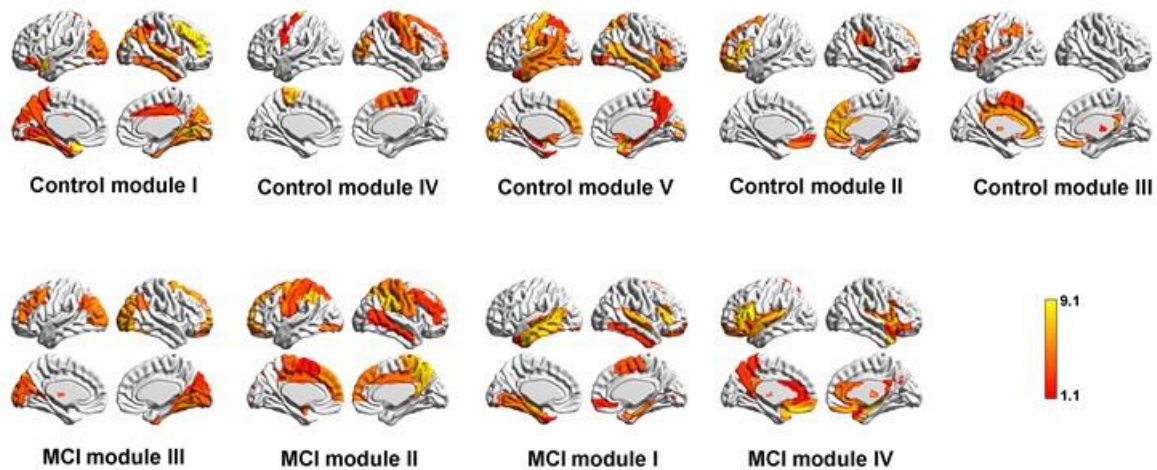 Control module I
Control module IV
Control module V
Control module II
Control module III
9.1
1.1
MCI module III
MCI module II
MCI module I
MCI module IV